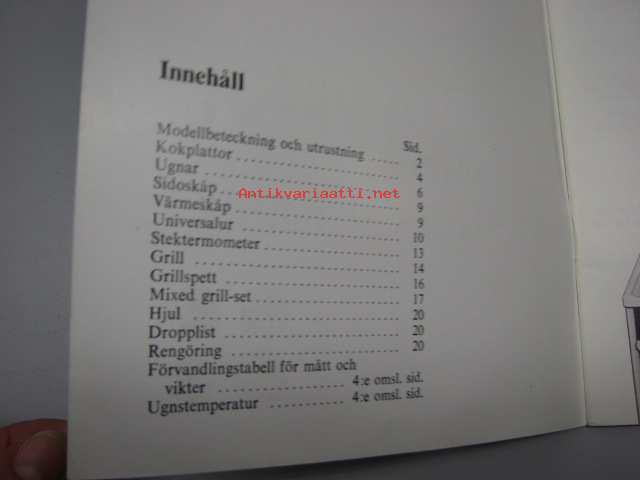 Innehåll
Sid.
Modellbeteckning och utrustning ..... 2
Kokplattor ..................... 4
Ugnar ......................... 6
Sidoskåp ...................... 9
Värmeskåp .................... 9
Universalur .................... 10
Stektermometer ................ 13
Grill .......................... 14
Grillspett ...................... 16
Mixed grill-set .................. 17
Hjul ........................... 20
Dropplist ...................... 20
Rengöring ..................... 20
Förvandlingstabell för mått och
vikter .............. 4:e omsl. sid.
Ugnstemperatur ........... 4:e omsl. sid.
Antikvariaatti.net